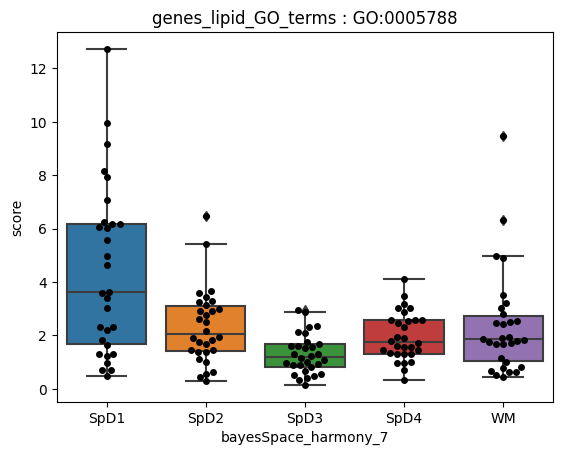 genes_lipid_GO_terms : GO:0005788
score
12
10
8
6
4
2
0
SpD1 SpD2 SpD3 SpD4 WM
bayesSpace_harmony_7